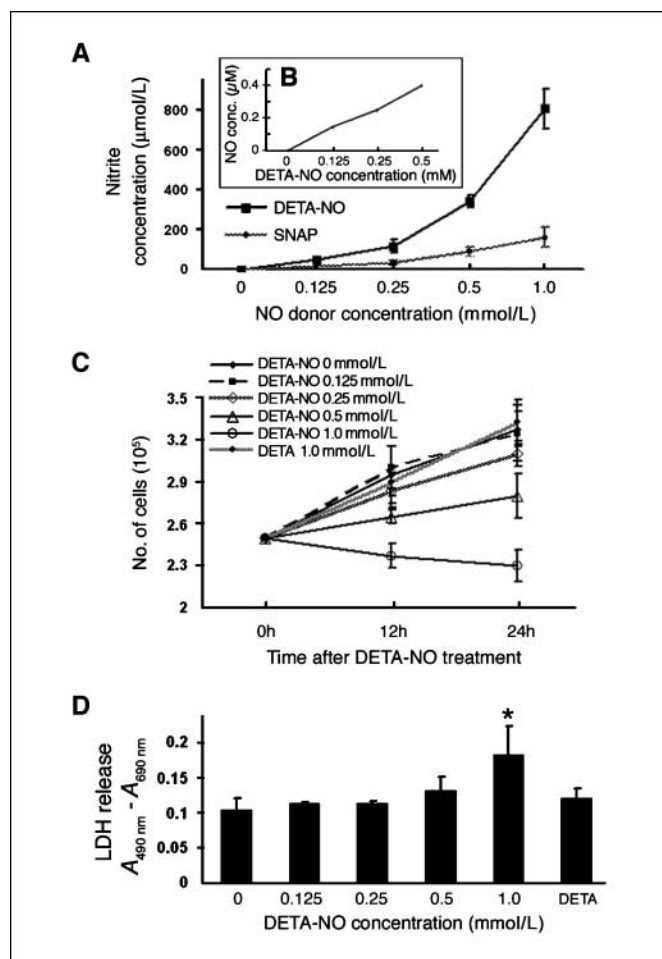 A
B
NO conc. (µM)
0.4
0.2
0
0 0.125 0.25 0.5
DETA-NO concentration (mM)
Nitrite
concentration (µmol/L)
800
600
400
200
0
DETA-NO
SNAP
0 0.125 0.25 0.5 1.0
NO donor concentration (mmol/L)
C
DETA-NO 0 mmol/L
DETA-NO 0.125 mmol/L
DETA-NO 0.25 mmol/L
DETA-NO 0.5 mmol/L
DETA-NO 1.0 mmol/L
DETA 1.0 mmol/L
No. of cells (10⁵)
3.5
3.2
2.9
2.6
2.3
2
0h 12h 24h
Time after DETA-NO treatment
D
LDH release
A490 nm - A690 nm
0.2
0.15
0.1
0.05
0
*
0 0.125 0.25 0.5 1.0 DETA
DETA-NO concentration (mmol/L)